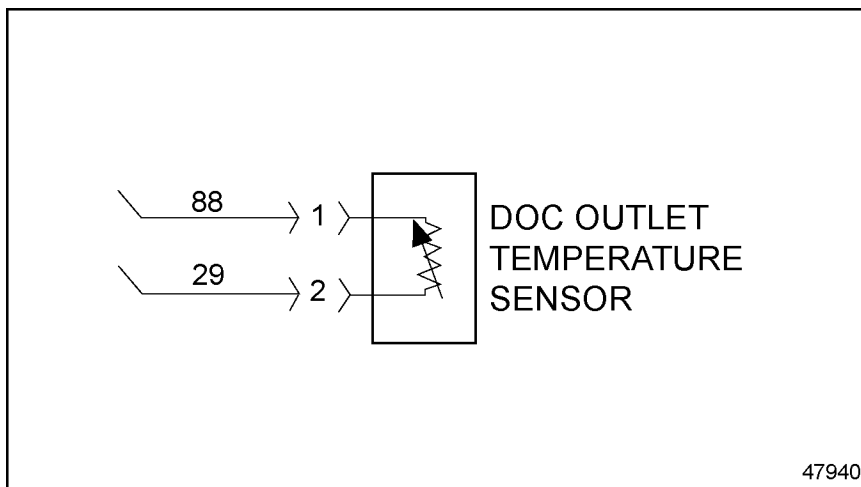 88 1
29 2
DOC OUTLET
TEMPERATURE
SENSOR
47940